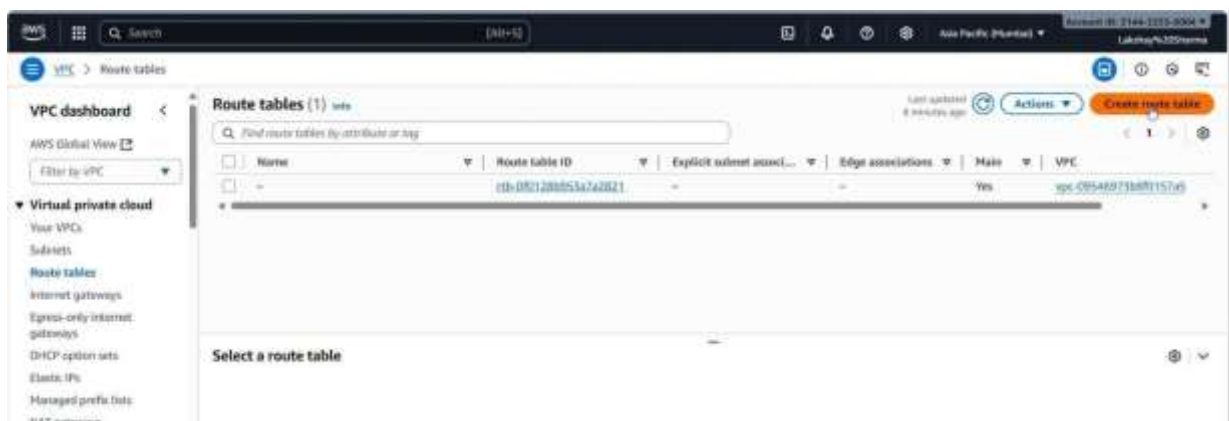 aws Search [Alt+S] Asia Pacific (Mumbai)
VPC > Route tables
VPC dashboard
AWS Global View
Filter by VPC
Virtual private cloud
Your VPCs
Subnets
Route tables
Internet gateways
Egress-only internet
gateways
DHCP option sets
Elastic IPs
Managed prefix lists
Route tables (1) Info
Last updated
8 minutes ago
Actions
Create route table
Find route tables by attribute or tag
1
Name Route table ID Explicit subnet associ... Edge associations Main VPC
- - - Yes
Select a route table